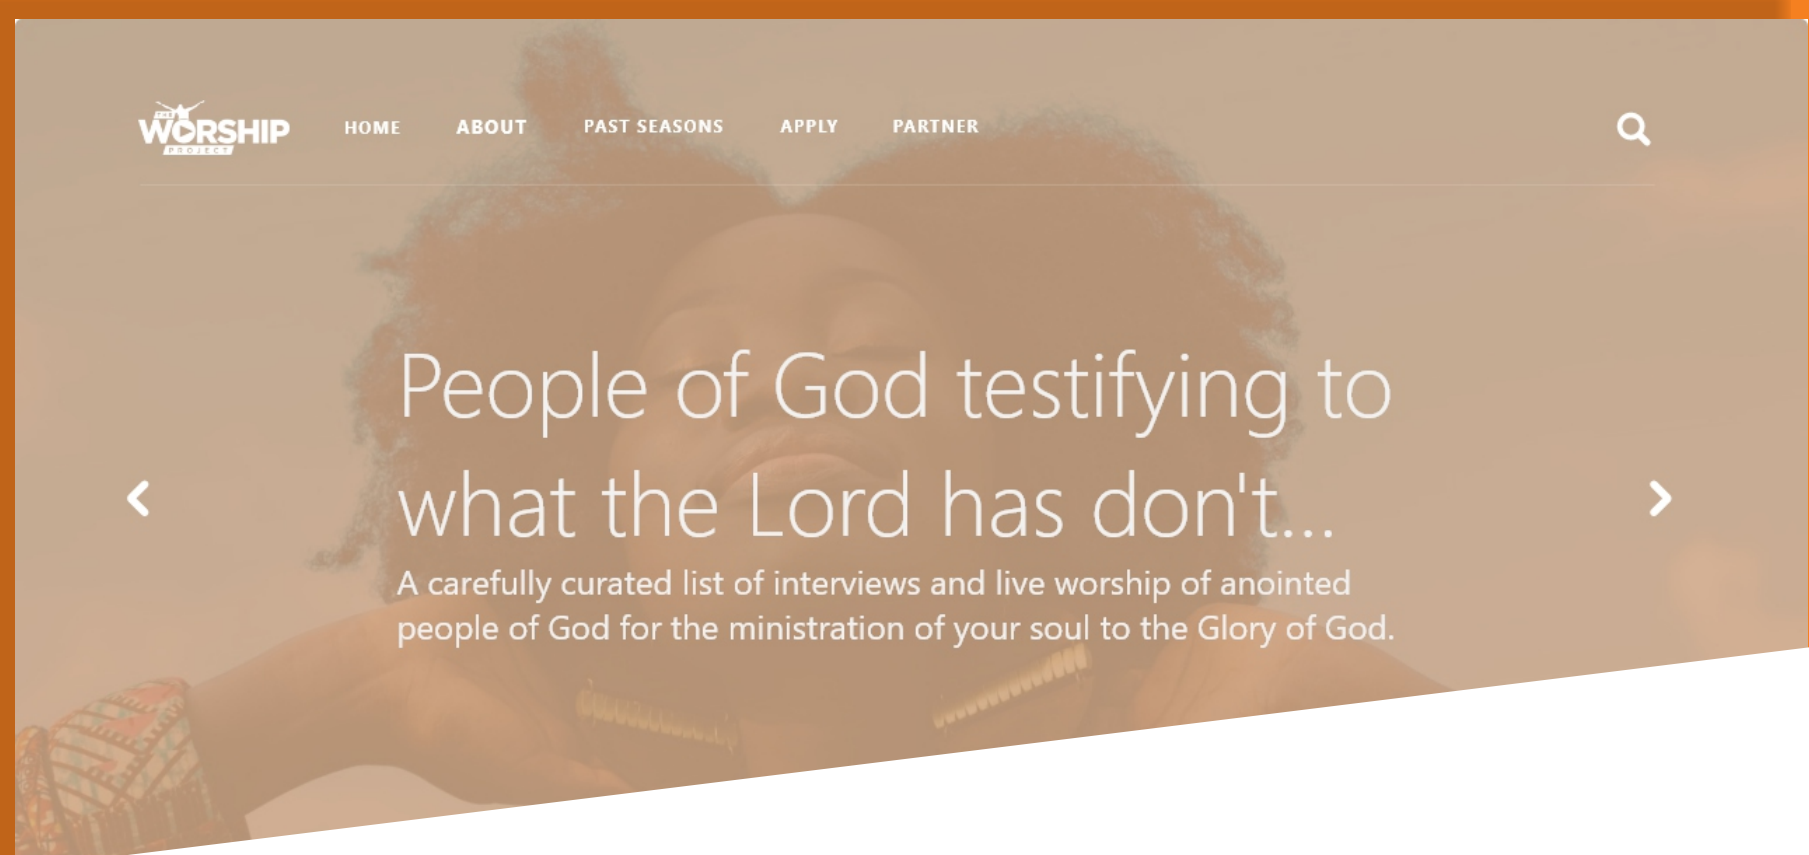 THE
WORSHIP
PROJECT
HOME
ABOUT
PAST SEASONS
APPLY
PARTNER
People of God testifying to
what the Lord has don't...
A carefully curated list of interviews and live worship of anointed
people of God for the ministration of your soul to the Glory of God.